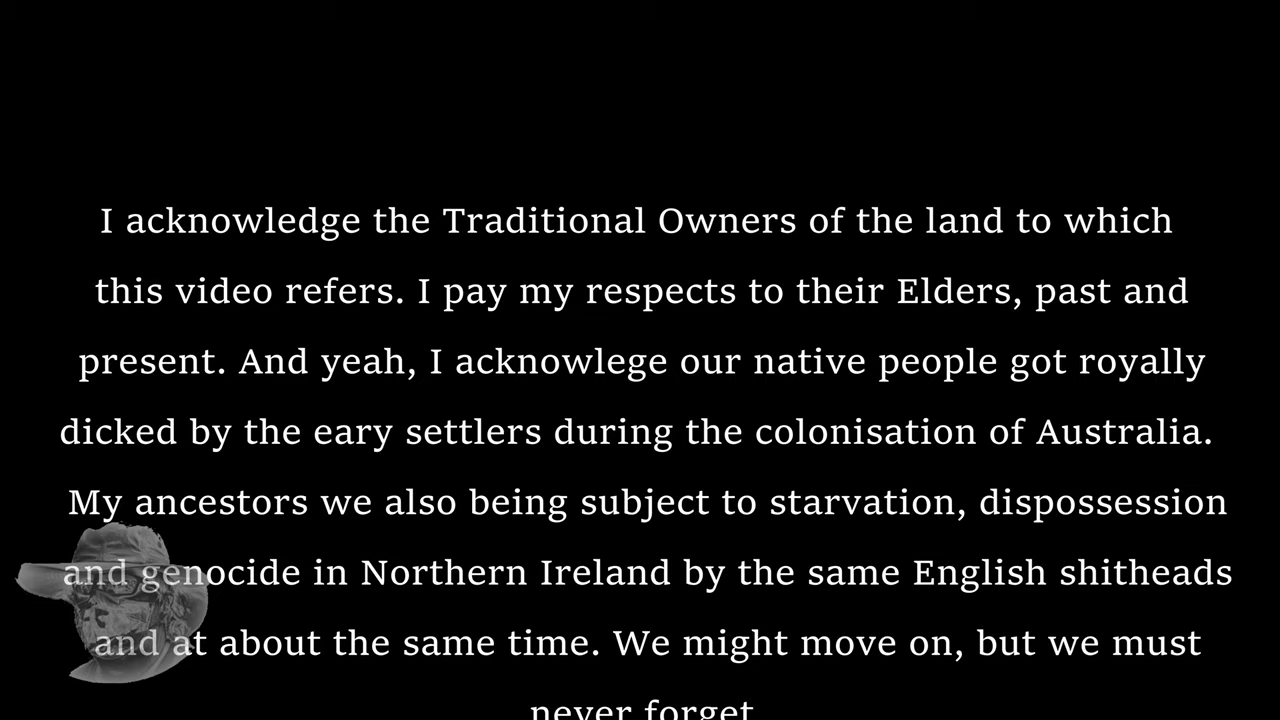 I acknowledge the Traditional Owners of the land to which
this video refers. I pay my respects to their Elders, past and
present. And yeah, I acknowlege our native people got royally
dicked by the eary settlers during the colonisation of Australia.
My ancestors we also being subject to starvation, dispossession
and genocide in Northern Ireland by the same English shitheads
and at about the same time. We might move on, but we must
never forget